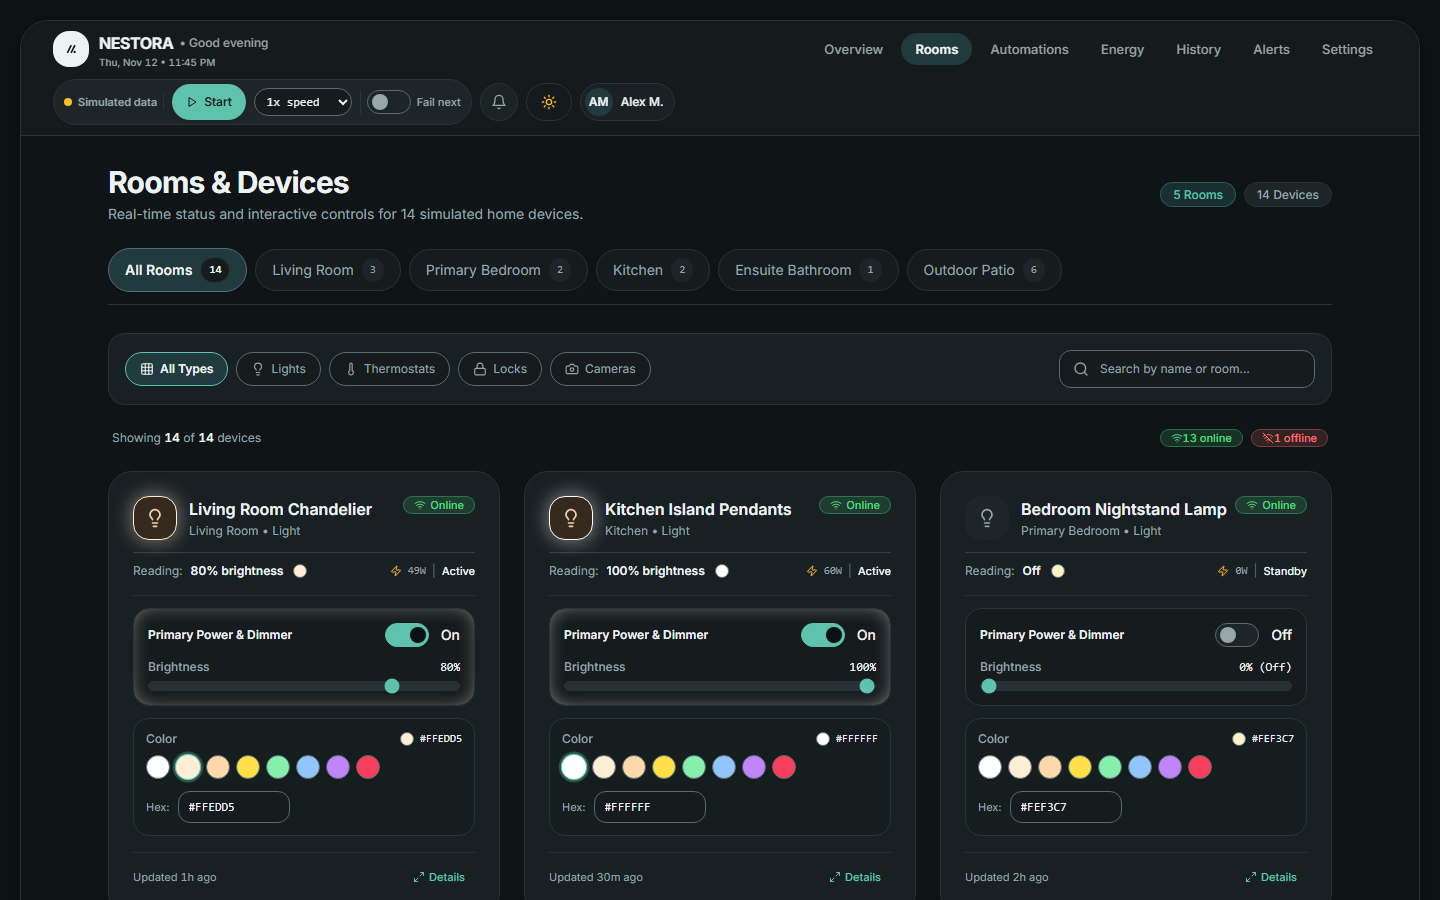 NESTORA • Good evening
Thu, Nov 12 • 11:45 PM
Overview Rooms Automations Energy History Alerts Settings
Simulated data Start 1x speed Fail next AM Alex M.
Rooms & Devices
Real-time status and interactive controls for 14 simulated home devices.
5 Rooms 14 Devices
All Rooms 14 Living Room 3 Primary Bedroom 2 Kitchen 2 Ensuite Bathroom 1 Outdoor Patio 6
All Types Lights Thermostats Locks Cameras Search by name or room...
Showing 14 of 14 devices 13 online 1 offline
Living Room Chandelier Online
Living Room • Light
Reading: 80% brightness 49W Active
Primary Power & Dimmer On
Brightness 80%
Color #FFEDD5
Hex: #FFEDD5
Updated 1h ago Details
Kitchen Island Pendants Online
Kitchen • Light
Reading: 100% brightness 60W Active
Primary Power & Dimmer On
Brightness 100%
Color #FFFFFF
Hex: #FFFFFF
Updated 30m ago Details
Bedroom Nightstand Lamp Online
Primary Bedroom • Light
Reading: Off 0W Standby
Primary Power & Dimmer Off
Brightness 0% (Off)
Color #FEF3C7
Hex: #FEF3C7
Updated 2h ago Details